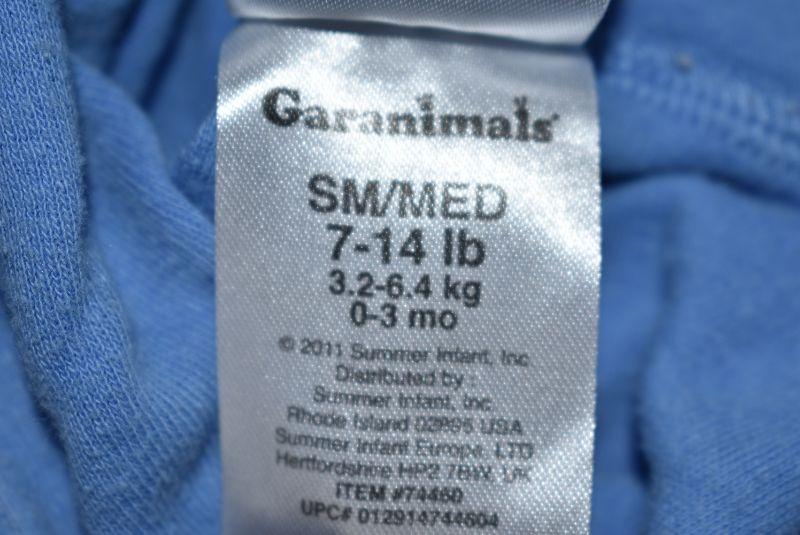 Garanimals
SM/MED
7-14 lb
3.2-6.4 kg
0-3 mo
© 2011 Summer Infant, Inc
Distributed by :
Summer Infant, Inc.
Rhode Island 02895 USA
Summer Infant Europe, LTD
Hertfordshire HP2 7BW, UK
ITEM #74460
UPC# 012914744604